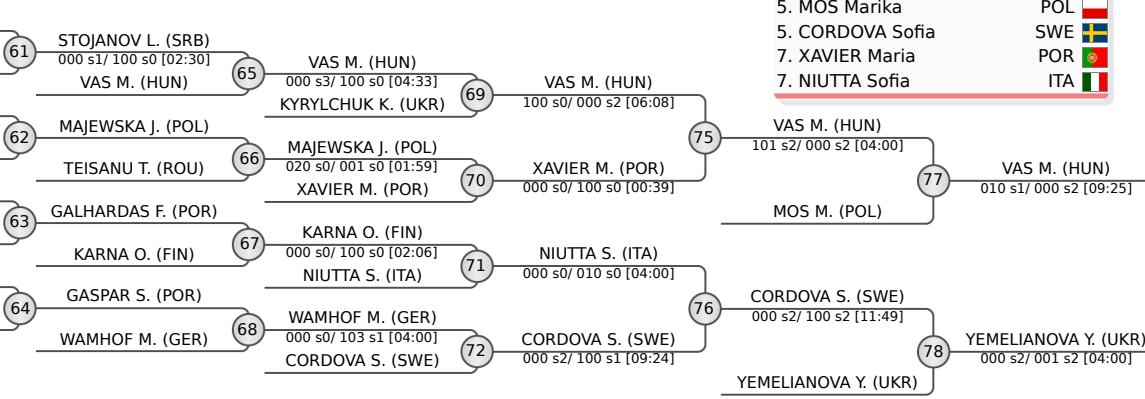 5. MOS Marika POL
5. CORDOVA Sofia SWE
7. XAVIER Maria POR
7. NIUTTA Sofia ITA
61
STOJANOV L. (SRB)
000 s1/ 100 s0 [02:30]
VAS M. (HUN)
65
VAS M. (HUN)
000 s3/ 100 s0 [04:33]
KYRYLCHUK K. (UKR)
69
VAS M. (HUN)
100 s0/ 000 s2 [06:08]
62
MAJEWSKA J. (POL)
TEISANU T. (ROU)
66
MAJEWSKA J. (POL)
020 s0/ 001 s0 [01:59]
XAVIER M. (POR)
70
XAVIER M. (POR)
000 s0/ 100 s0 [00:39]
75
VAS M. (HUN)
101 s2/ 000 s2 [04:00]
MOS M. (POL)
77
VAS M. (HUN)
010 s1/ 000 s2 [09:25]
63
GALHARDAS F. (POR)
KARNA O. (FIN)
67
KARNA O. (FIN)
000 s0/ 100 s0 [02:06]
NIUTTA S. (ITA)
71
NIUTTA S. (ITA)
000 s0/ 010 s0 [04:00]
64
GASPAR S. (POR)
WAMHOF M. (GER)
68
WAMHOF M. (GER)
000 s0/ 103 s1 [04:00]
CORDOVA S. (SWE)
72
CORDOVA S. (SWE)
000 s2/ 100 s1 [09:24]
76
CORDOVA S. (SWE)
000 s2/ 100 s2 [11:49]
YEMELIANOVA Y. (UKR)
78
YEMELIANOVA Y. (UKR)
000 s2/ 001 s2 [04:00]